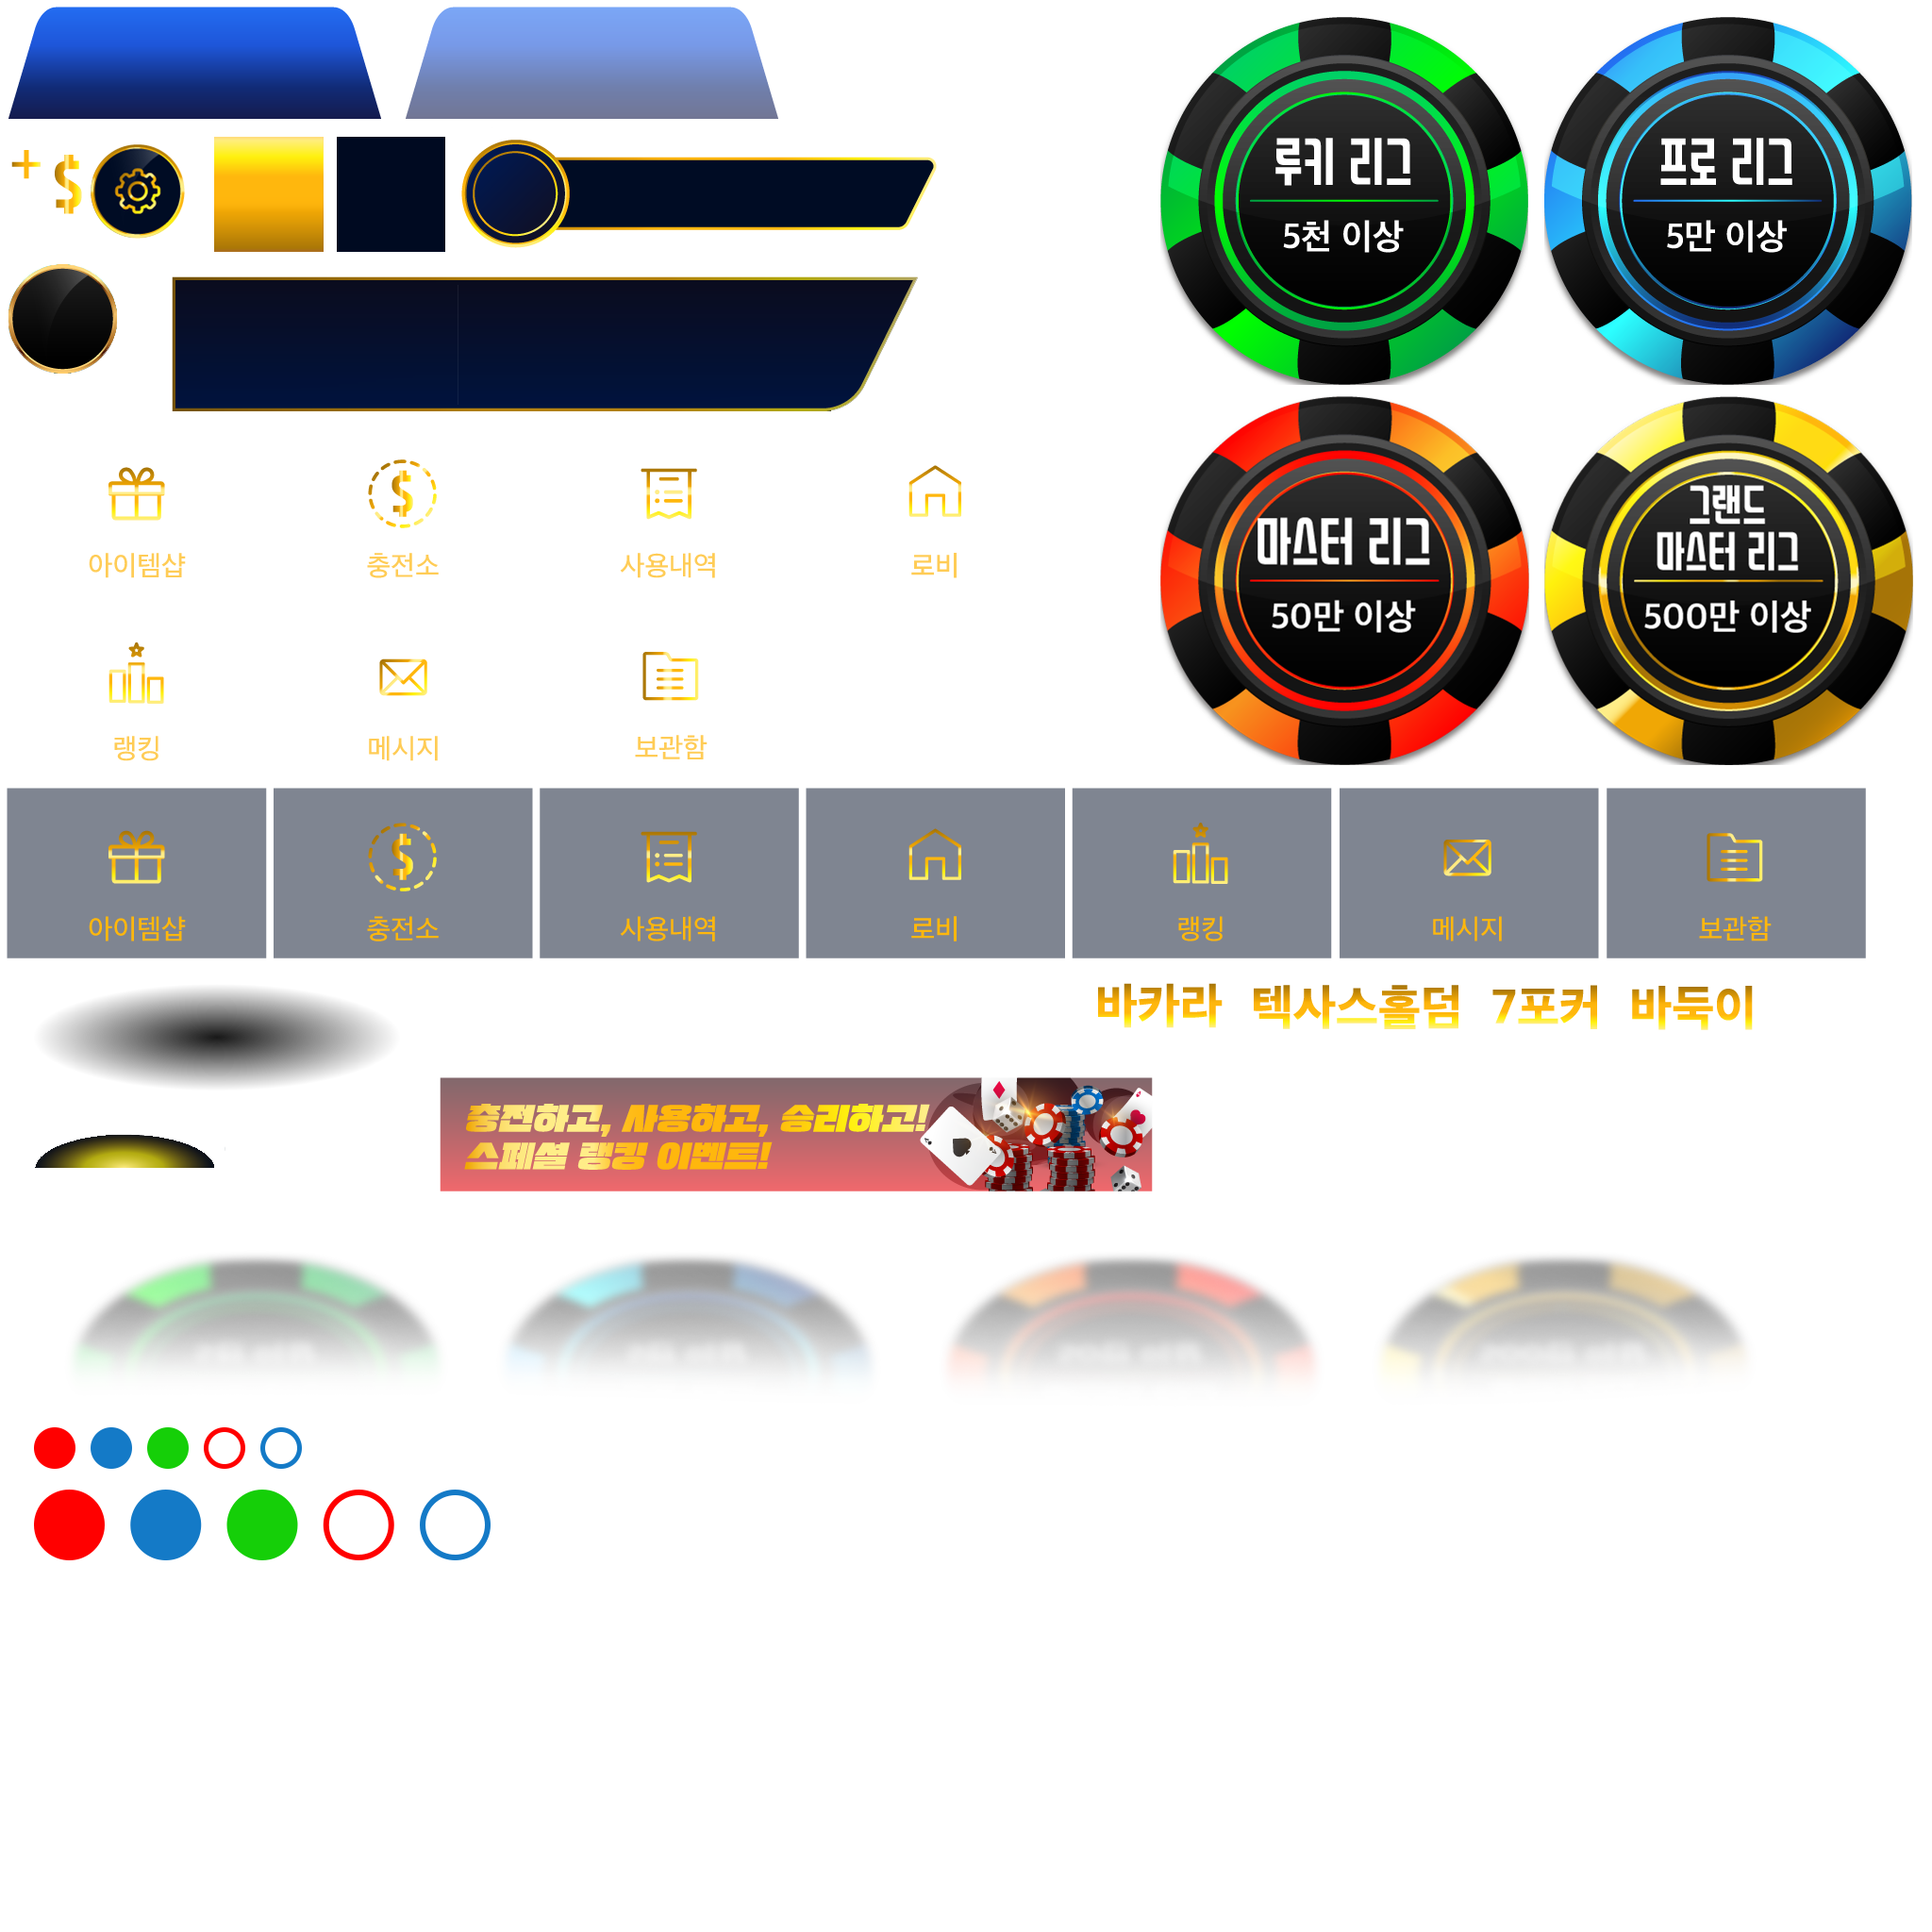 루키 리그
5천 이상
프로 리그
5만 이상
마스터 리그
50만 이상
그랜드
마스터 리그
500만 이상
아이템샵
충전소
사용내역
로비
랭킹
메시지
보관함
아이템샵
충전소
사용내역
로비
랭킹
메시지
보관함
바카라
텍사스홀덤
7포커
바둑이
충전하고, 사용하고, 승리하고!
스페셜 랭킹 이벤트!